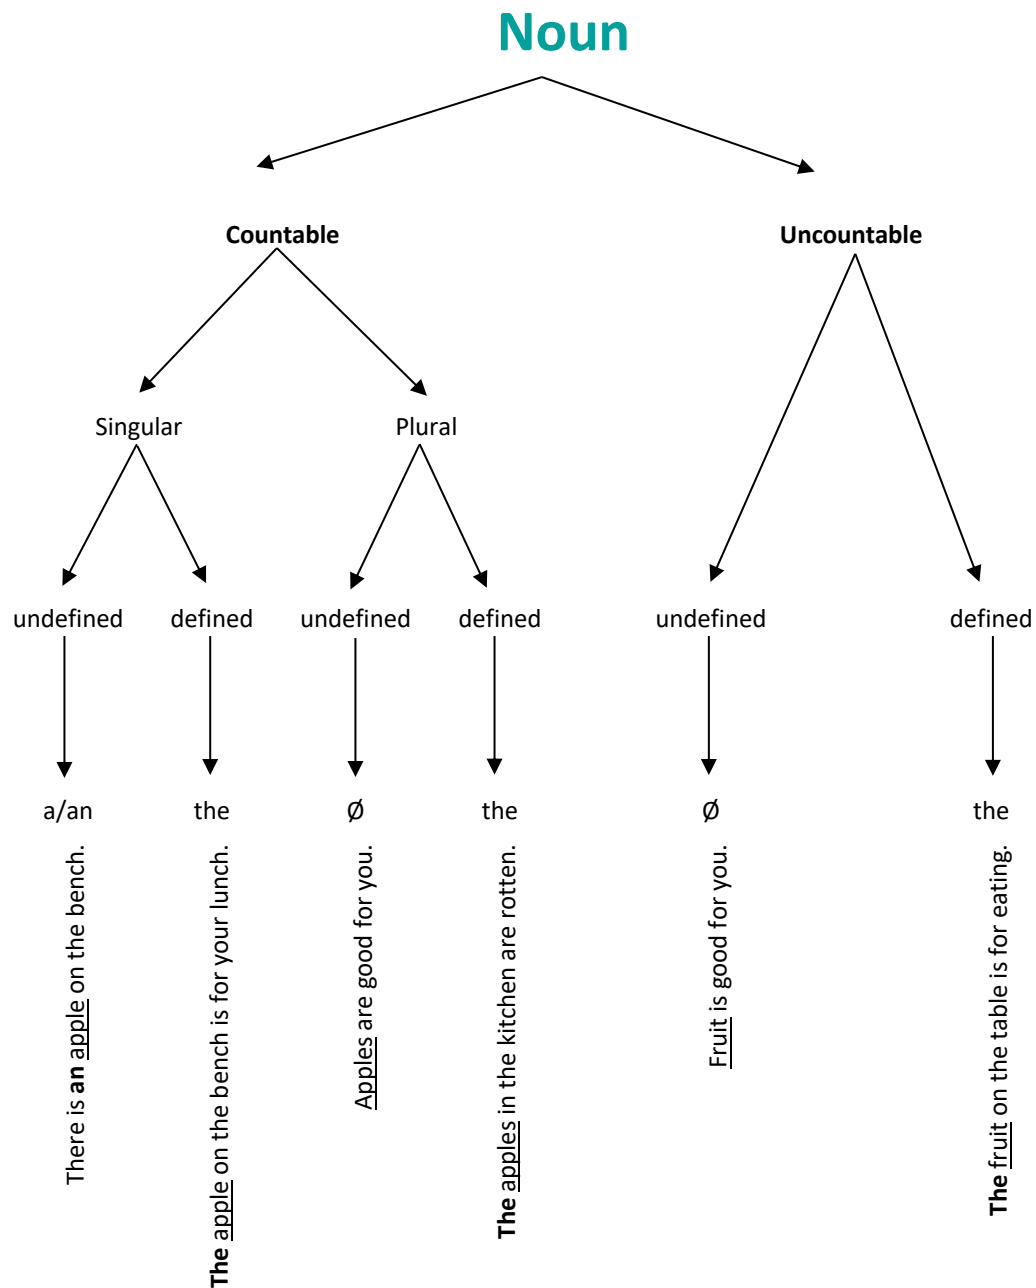 Noun
Countable
Uncountable
Singular
Plural
undefined
defined
undefined
defined
undefined
defined
a/an
the
Ø
the
Ø
the
There is an apple on the bench.
The apple on the bench is for your lunch.
Apples are good for you.
The apples in the kitchen are rotten.
Fruit is good for you.
The fruit on the table is for eating.